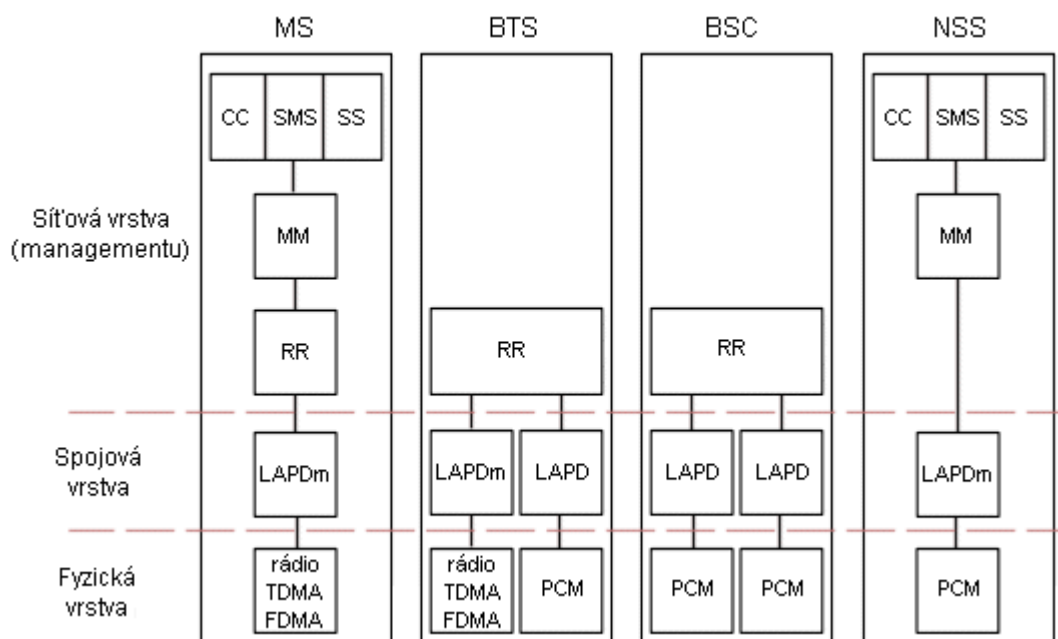 MS BTS BSC NSS
CC SMS SS CC SMS SS
Síťová vrstva
(managementu)
MM MM
RR RR RR
Spojová
vrstva
LAPDm LAPDm LAPD LAPD LAPD LAPDm
Fyzická
vrstva
rádio
TDMA
FDMA
rádio
TDMA
FDMA
PCM PCM PCM PCM